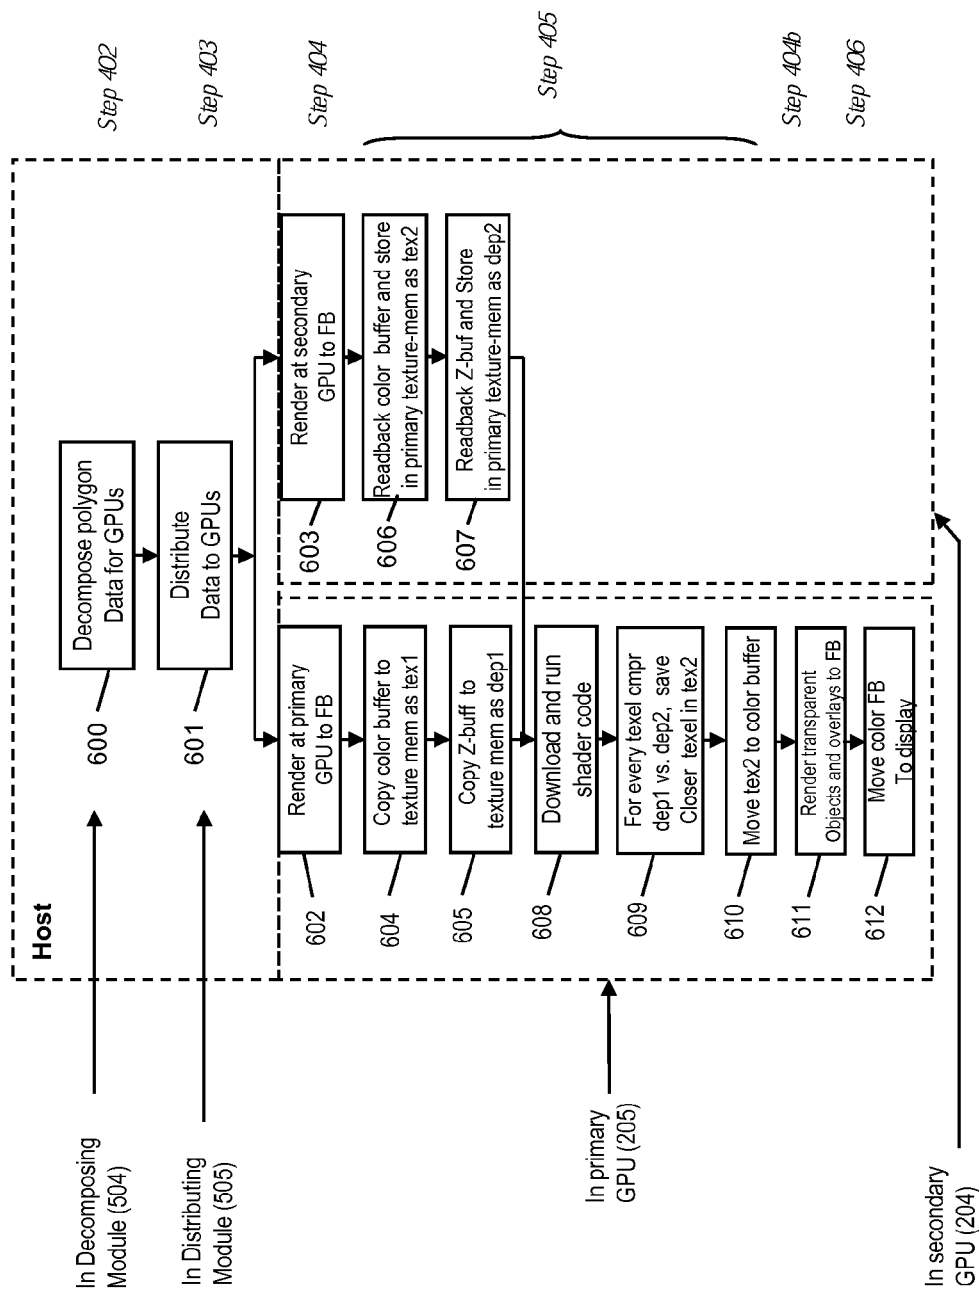 Host
In Decomposing
Module (504)
600
Decompose polygon
Data for GPUs
Step 402
In Distributing
Module (505)
601
Distribute
Data to GPUs
Step 403
602
Render at primary
GPU to FB
603
Render at secondary
GPU to FB
Step 404
604
Copy color buffer to
texture mem as tex1
606
Readback color buffer and store
in primary texture-mem as tex2
605
Copy Z-buff to
texture mem as dep1
607
Readback Z-buf and Store
in primary texture-mem as dep2
Step 405
608
Download and run
shader code
In primary
GPU (205)
609
For every texel cmpr
dep1 vs. dep2, save
Closer texel in tex2
610
Move tex2 to color buffer
611
Render transparent
Objects and overlays to FB
Step 404b
612
Move color FB
To display
Step 406
In secondary
GPU (204)